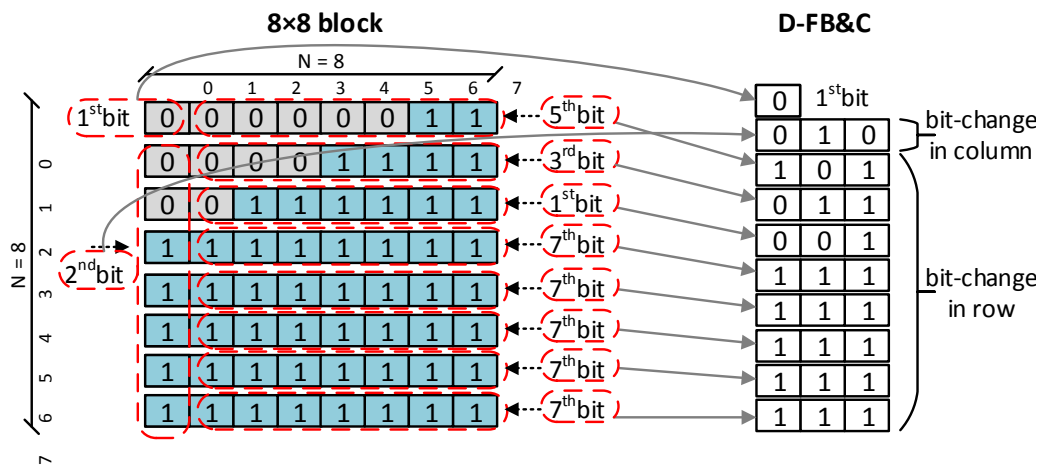 8×8 block
D-FB&C
N = 8
0 1 2 3 4 5 6 7
1st bit
0 0 0 0 0 0 1 1
5th bit
0 1st bit
0 1 0
bit-change in column
0
0 0 0 0 1 1 1 1
3rd bit
1 0 1
1
0 0 1 1 1 1 1 1
1st bit
0 1 1
2
1 1 1 1 1 1 1 1
7th bit
0 0 1
N = 8
2nd bit
3
1 1 1 1 1 1 1 1
7th bit
1 1 1
bit-change in row
4
1 1 1 1 1 1 1 1
7th bit
1 1 1
5
1 1 1 1 1 1 1 1
7th bit
1 1 1
6
1 1 1 1 1 1 1 1
7th bit
1 1 1
1 1 1
7